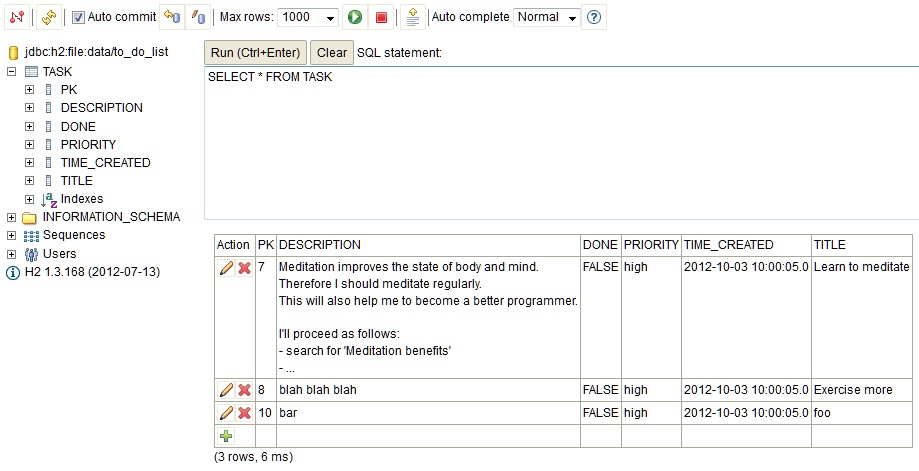 Auto commit Max rows: 1000 Auto complete Normal
jdbc:h2:file:data/to_do_list
TASK
PK
DESCRIPTION
DONE
PRIORITY
TIME_CREATED
TITLE
Indexes
INFORMATION_SCHEMA
Sequences
Users
H2 1.3.168 (2012-07-13)
Run (Ctrl+Enter) Clear SQL statement:
SELECT * FROM TASK
Action PK DESCRIPTION DONE PRIORITY TIME_CREATED TITLE
7 Meditation improves the state of body and mind. FALSE high 2012-10-03 10:00:05.0 Learn to meditate
Therefore I should meditate regularly.
This will also help me to become a better programmer.
I'll proceed as follows:
- search for 'Meditation benefits'
- ...
8 blah blah blah FALSE high 2012-10-03 10:00:05.0 Exercise more
10 bar FALSE high 2012-10-03 10:00:05.0 foo
(3 rows, 6 ms)